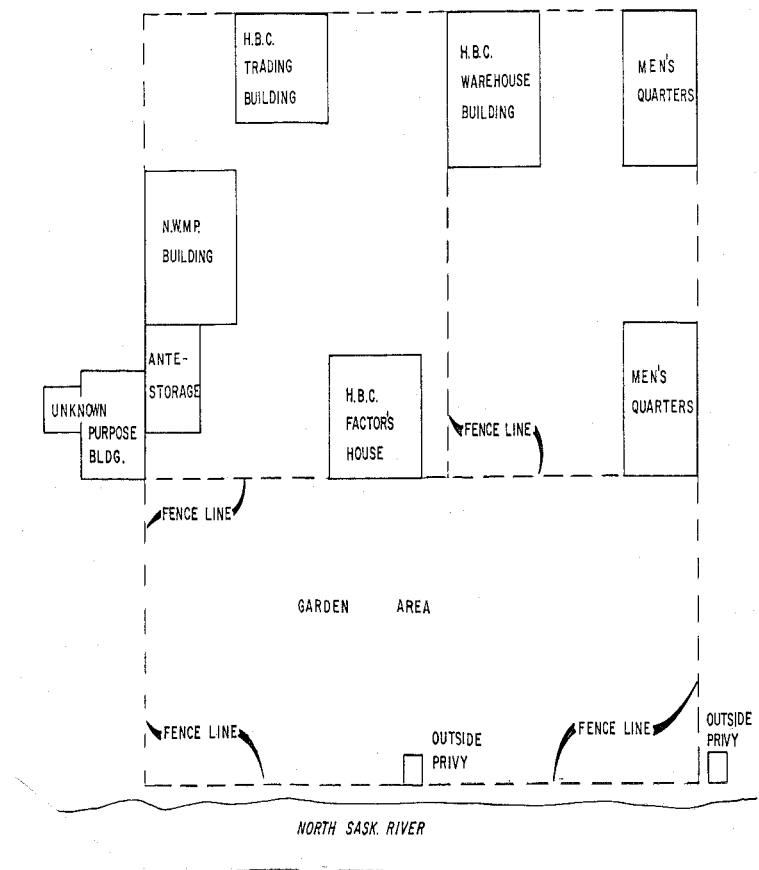 H.B.C.
TRADING
BUILDING
H.B.C.
WAREHOUSE
BUILDING
MEN'S
QUARTERS
N.W.M.P.
BUILDING
ANTE-
STORAGE
UNKNOWN
PURPOSE
BLDG.
H.B.C.
FACTOR'S
HOUSE
FENCE LINE
MEN'S
QUARTERS
FENCE LINE
GARDEN AREA
FENCE LINE
OUTSIDE
PRIVY
FENCE LINE
OUTSIDE
PRIVY
NORTH SASK. RIVER